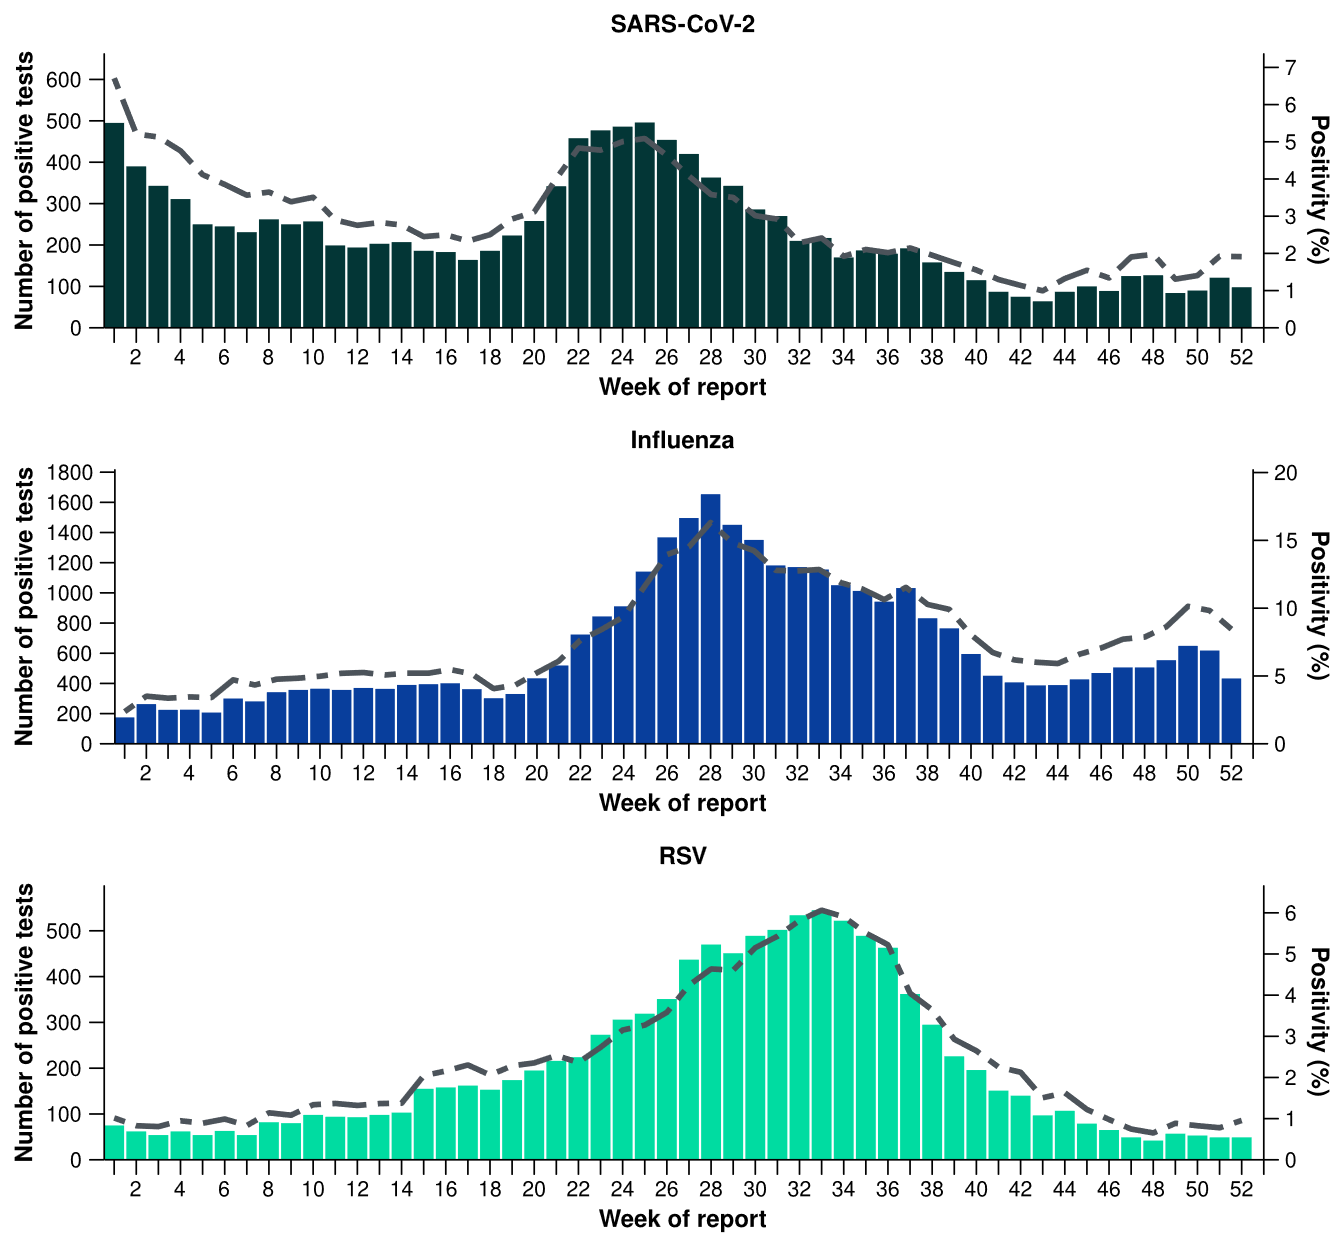 SARS-CoV-2
Number of positive tests
600
500
400
300
200
100
0
7
6
5
4
3
2
1
0
Positivity (%)
2 4 6 8 10 12 14 16 18 20 22 24 26 28 30 32 34 36 38 40 42 44 46 48 50 52
Week of report
Influenza
Number of positive tests
1800
1600
1400
1200
1000
800
600
400
200
0
20
15
10
5
0
Positivity (%)
2 4 6 8 10 12 14 16 18 20 22 24 26 28 30 32 34 36 38 40 42 44 46 48 50 52
Week of report
RSV
Number of positive tests
500
400
300
200
100
0
6
5
4
3
2
1
0
Positivity (%)
2 4 6 8 10 12 14 16 18 20 22 24 26 28 30 32 34 36 38 40 42 44 46 48 50 52
Week of report